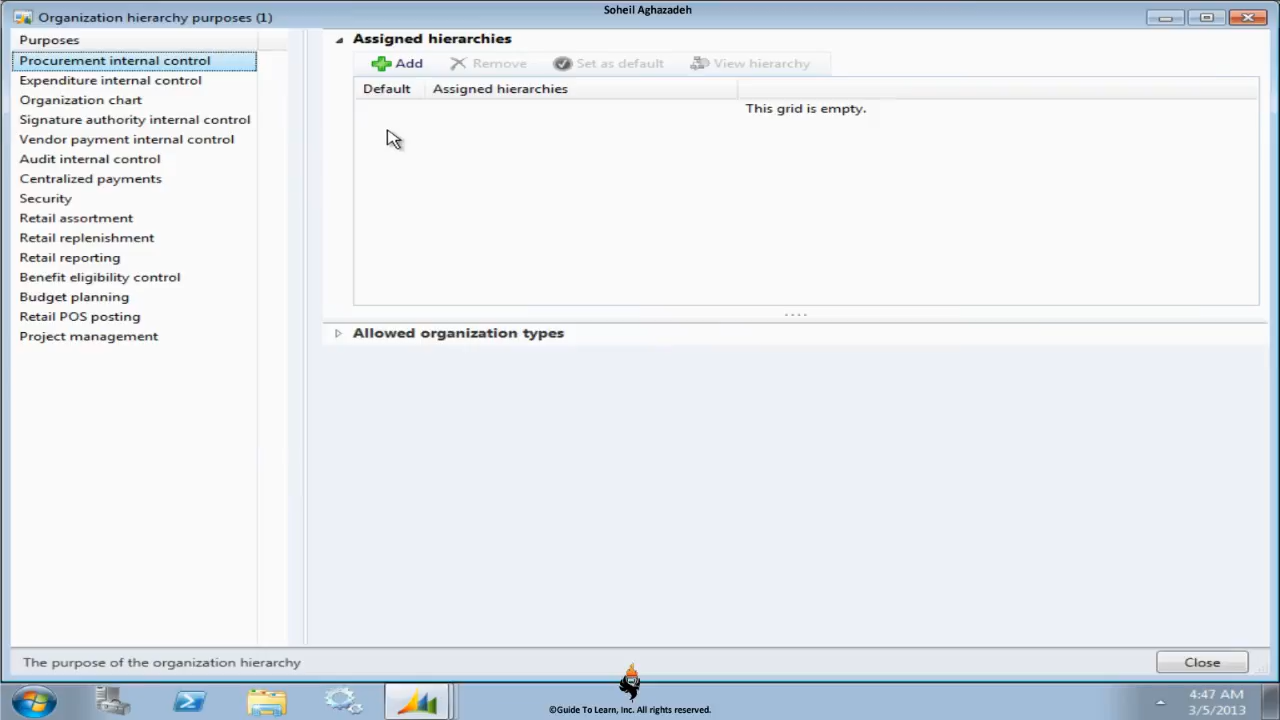 Soheil Aghazadeh
Organization hierarchy purposes (1)
Purposes
Procurement internal control
Expenditure internal control
Organization chart
Signature authority internal control
Vendor payment internal control
Audit internal control
Centralized payments
Security
Retail assortment
Retail replenishment
Retail reporting
Benefit eligibility control
Budget planning
Retail POS posting
Project management
Assigned hierarchies
Add Remove Set as default View hierarchy
Default Assigned hierarchies
This grid is empty.
Allowed organization types
The purpose of the organization hierarchy
Close
©Guide To Learn, Inc. All rights reserved.
4:47 AM
3/5/2013